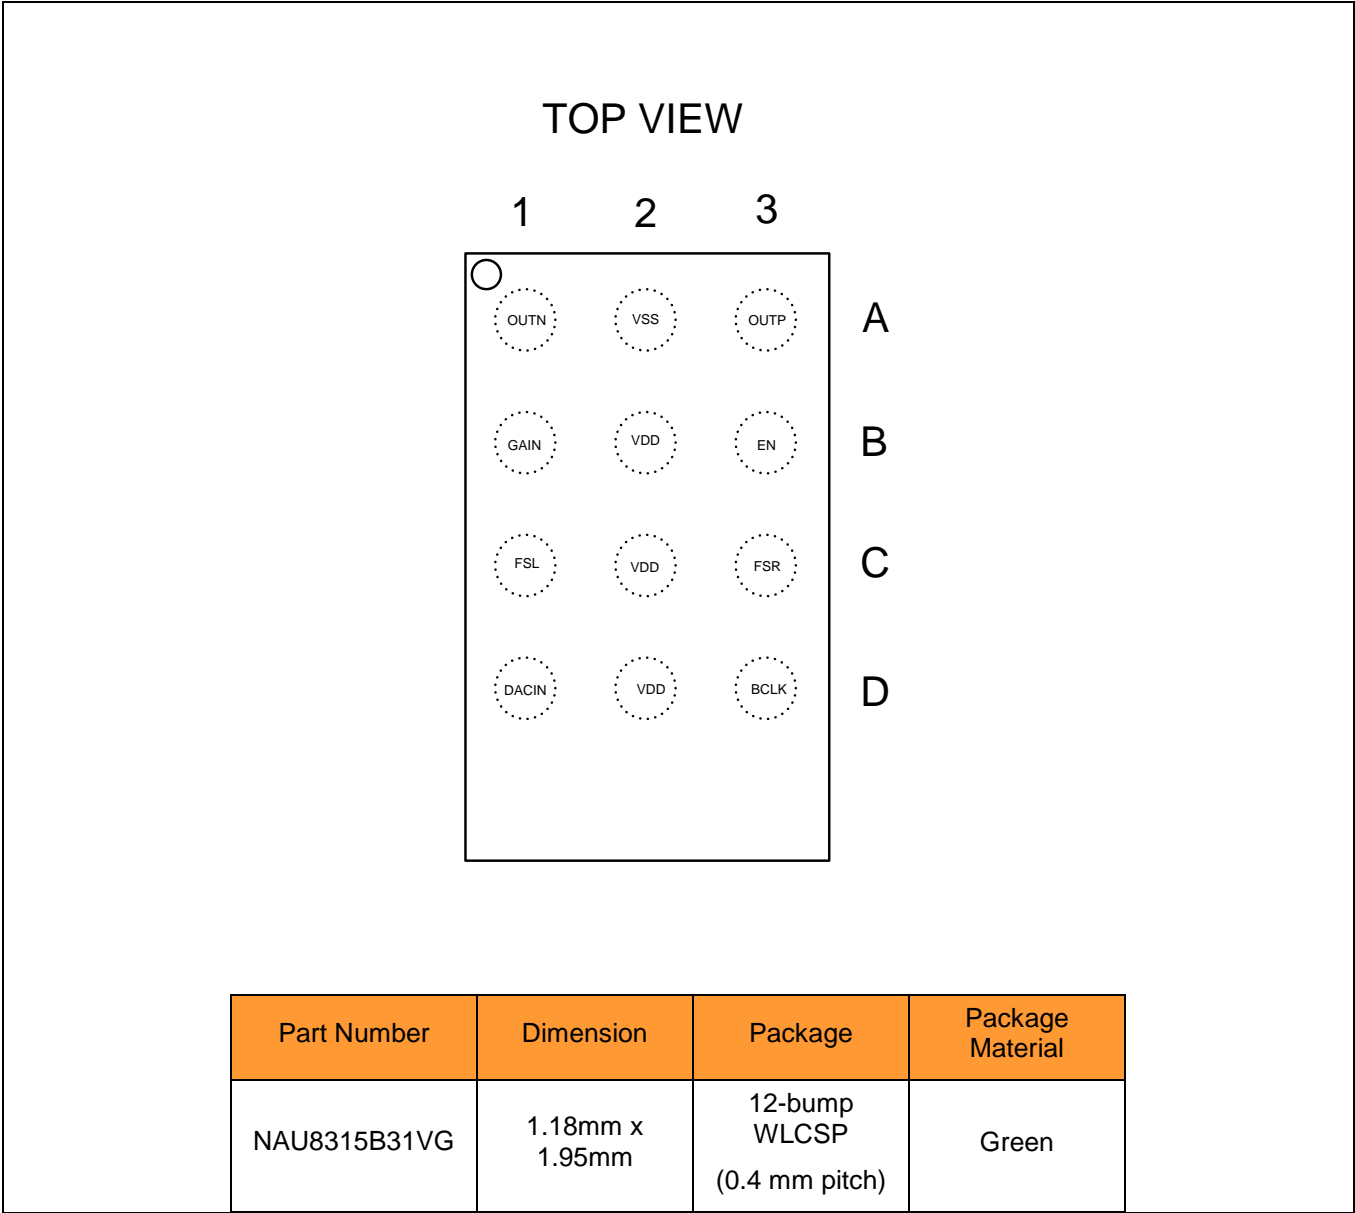 TOP VIEW
1 2 3
OUTN VSS OUTP A
GAIN VDD EN B
FSL VDD FSR C
DACIN VDD BCLK D
Part Number Dimension Package Package
Material
NAU8315B31VG 1.18mm x
1.95mm 12-bump
WLCSP
(0.4 mm pitch) Green